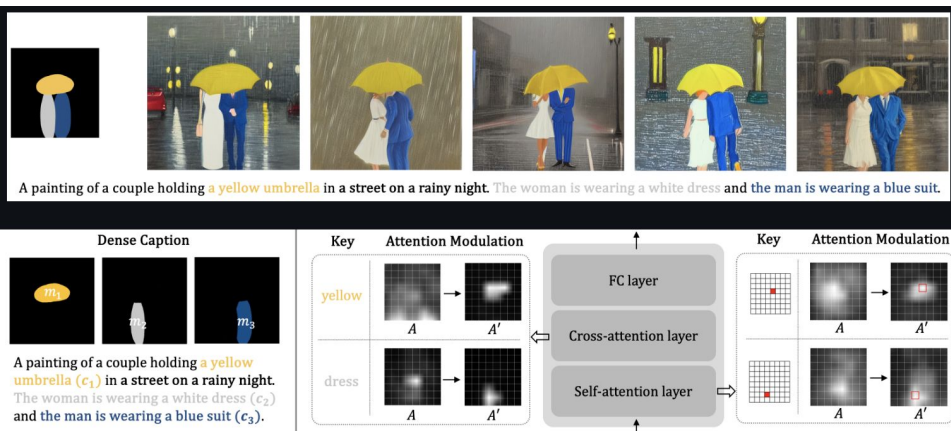 A painting of a couple holding a yellow umbrella in a street on a rainy night. The woman is wearing a white dress and the man is wearing a blue suit.
Dense Caption
m₁
m₂
m₃
A painting of a couple holding a yellow
umbrella (c₁) in a street on a rainy night.
The woman is wearing a white dress (c₂)
and the man is wearing a blue suit (c₃).
Key Attention Modulation
yellow
A A′
dress
A A′
FC layer
Cross-attention layer
Self-attention layer
Key Attention Modulation
A A′
A A′